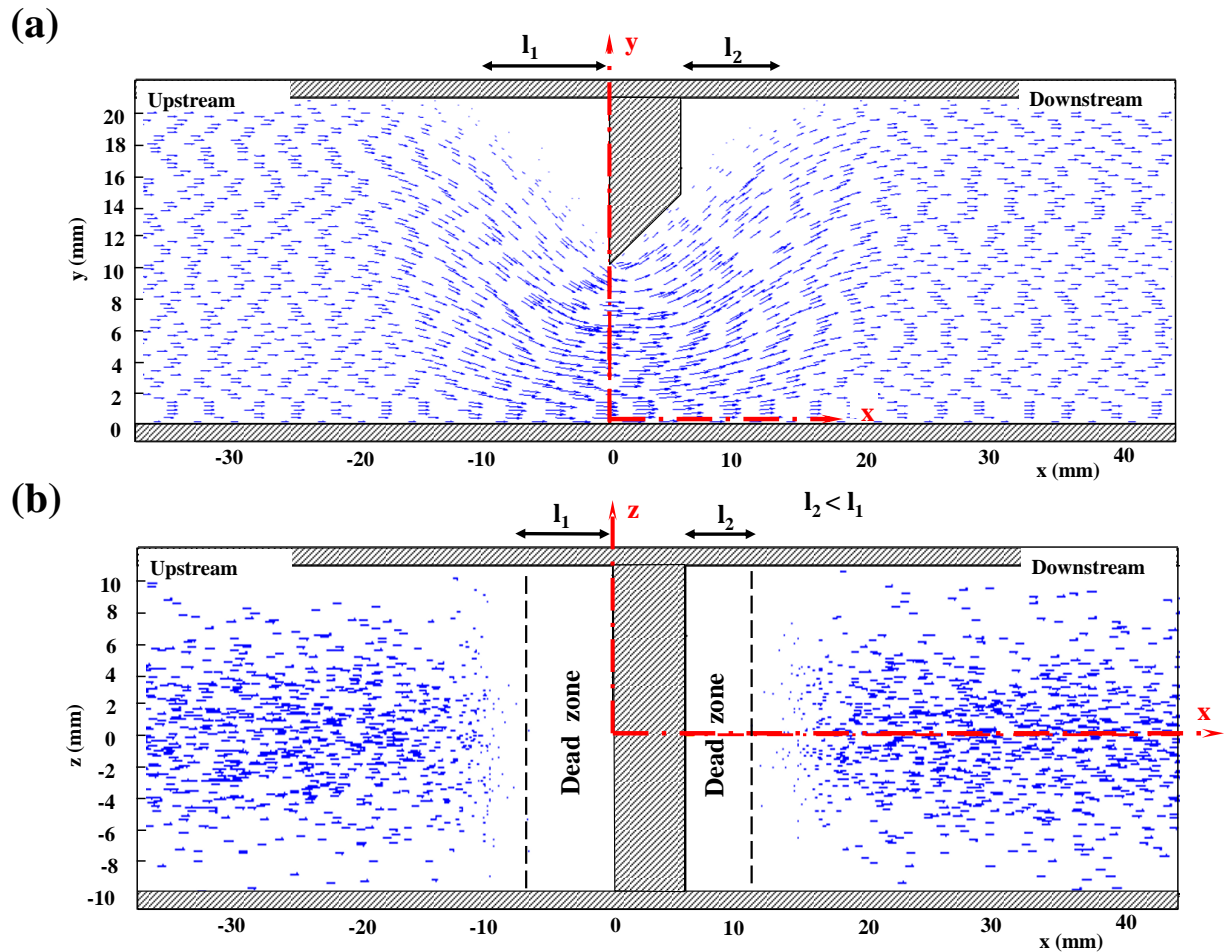 (a)
l₁
y
l₂
Upstream
Downstream
20
18
16
14
12
10
8
6
4
2
0
y (mm)
x
-30
-20
-10
0
10
20
30
40
x (mm)
(b)
l₁
z
l₂
l₂ < l₁
Upstream
Downstream
10
8
6
4
2
0
-2
-4
-6
-8
-10
z (mm)
Dead zone
Dead zone
x
-30
-20
-10
0
10
20
30
40
x (mm)